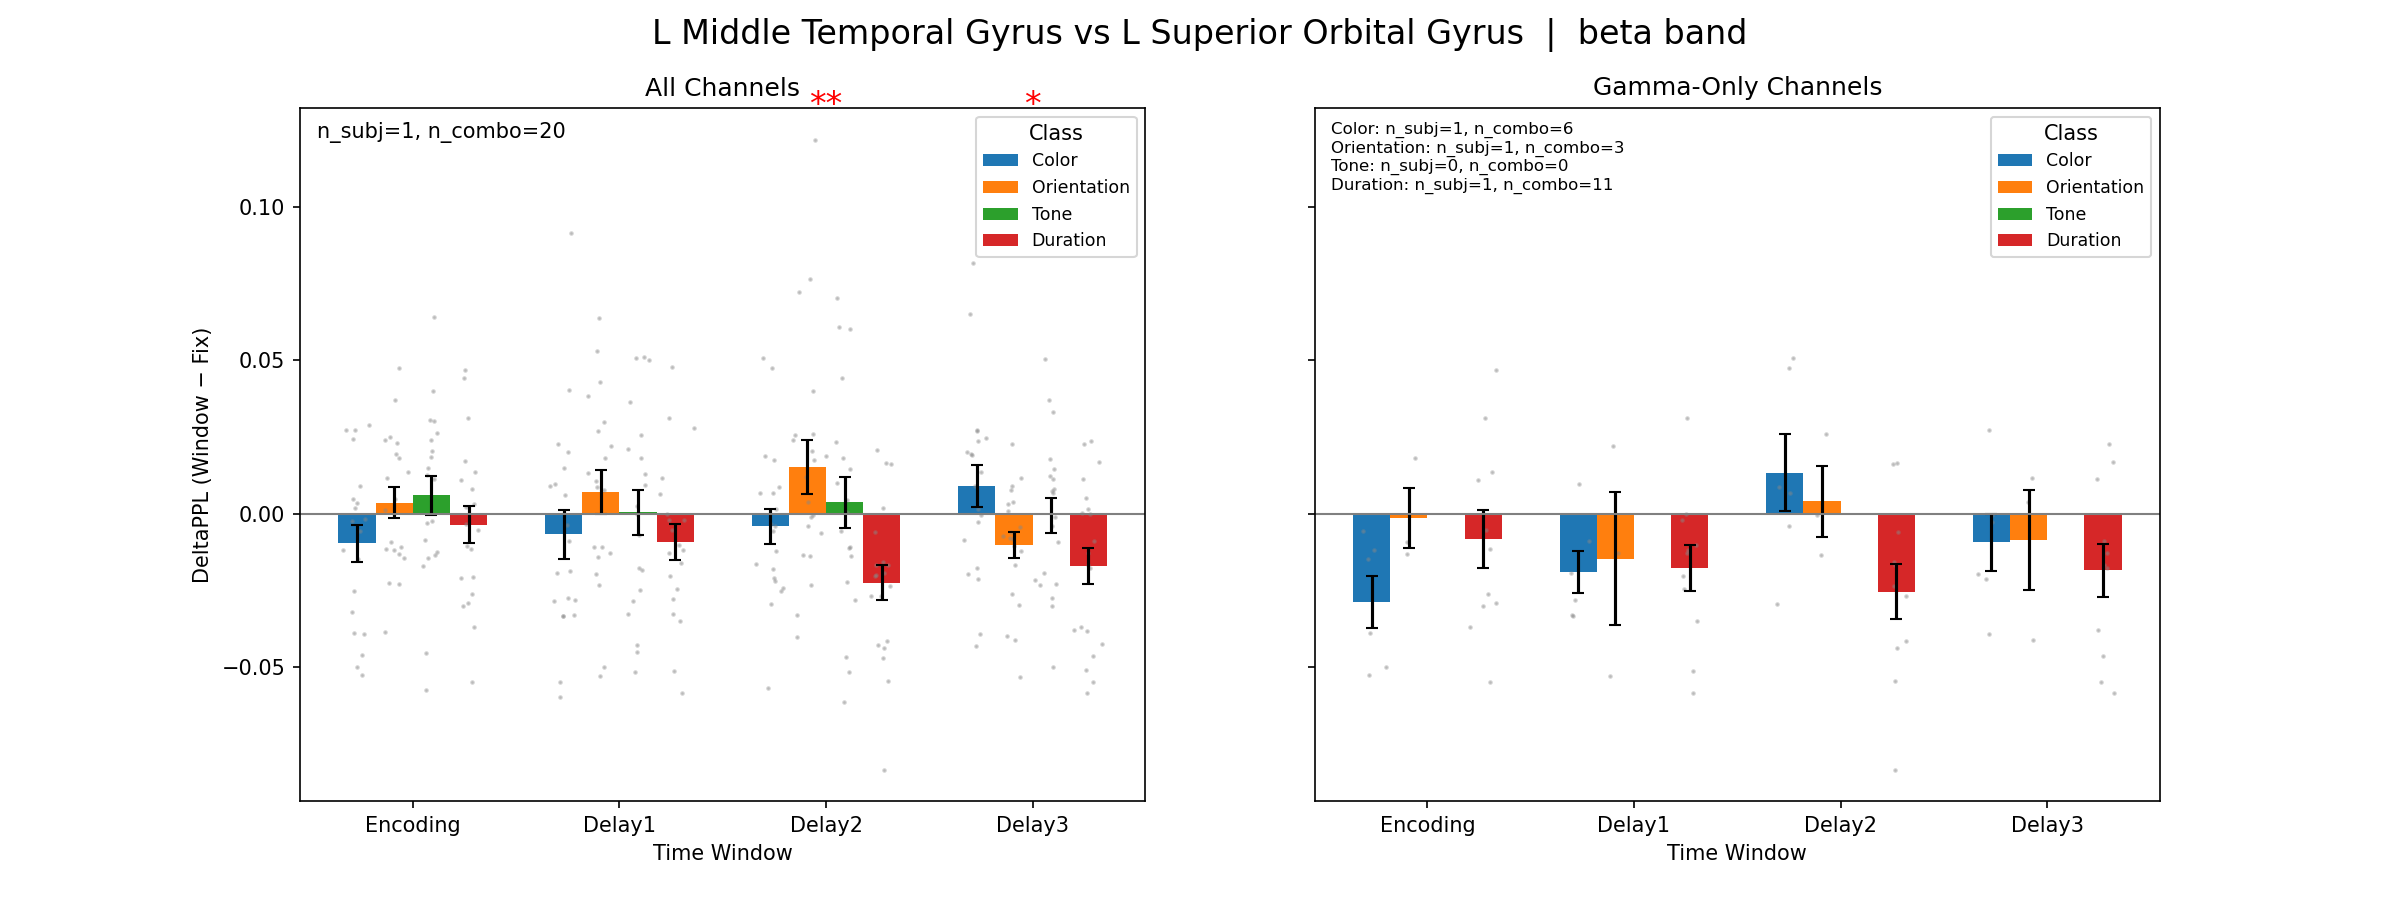 L Middle Temporal Gyrus vs L Superior Orbital Gyrus | beta band
All Channels
**
*
n_subj=1, n_combo=20
Class
Color
Orientation
Tone
Duration
0.10
0.05
0.00
−0.05
DeltaPPL (Window − Fix)
Encoding
Delay1
Delay2
Delay3
Time Window
Gamma-Only Channels
Color: n_subj=1, n_combo=6
Orientation: n_subj=1, n_combo=3
Tone: n_subj=0, n_combo=0
Duration: n_subj=1, n_combo=11
Class
Color
Orientation
Tone
Duration
Encoding
Delay1
Delay2
Delay3
Time Window